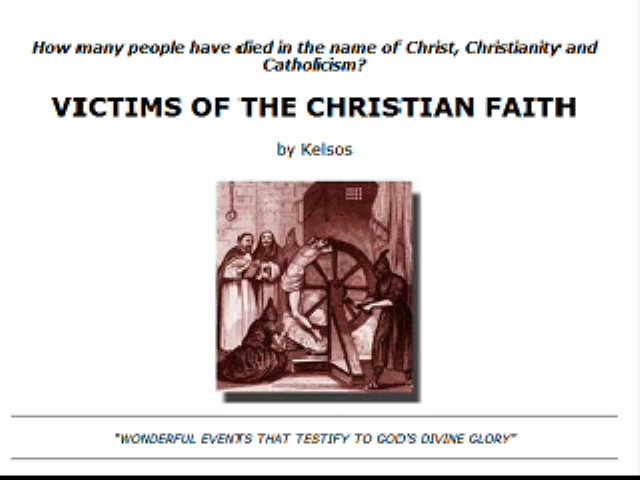 How many people have died in the name of Christ, Christianity and
Catholicism?
VICTIMS OF THE CHRISTIAN FAITH
by Kelsos
"WONDERFUL EVENTS THAT TESTIFY TO GOD'S DIVINE GLORY"